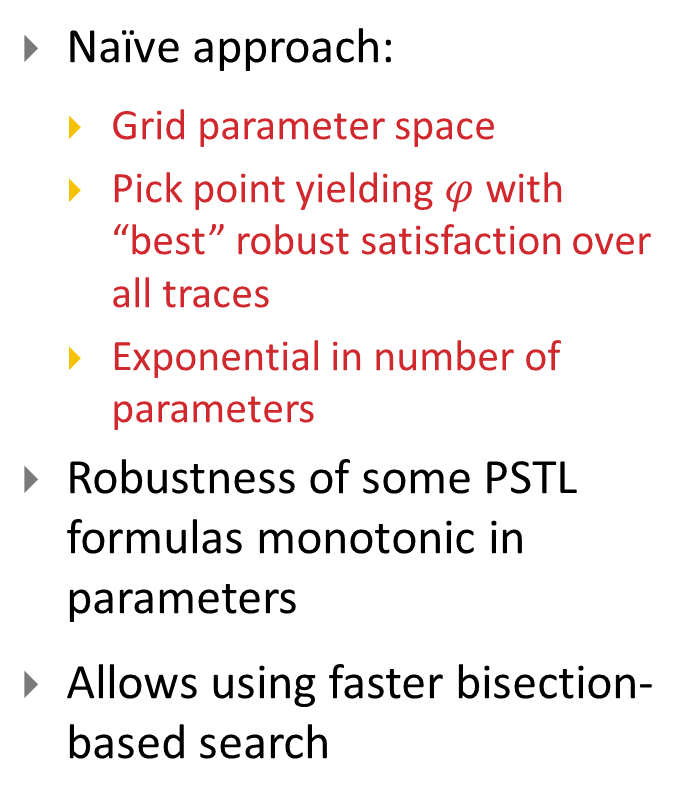 Naïve approach:
Grid parameter space
Pick point yielding φ with
“best” robust satisfaction over
all traces
Exponential in number of
parameters
Robustness of some PSTL
formulas monotonic in
parameters
Allows using faster bisection-
based search